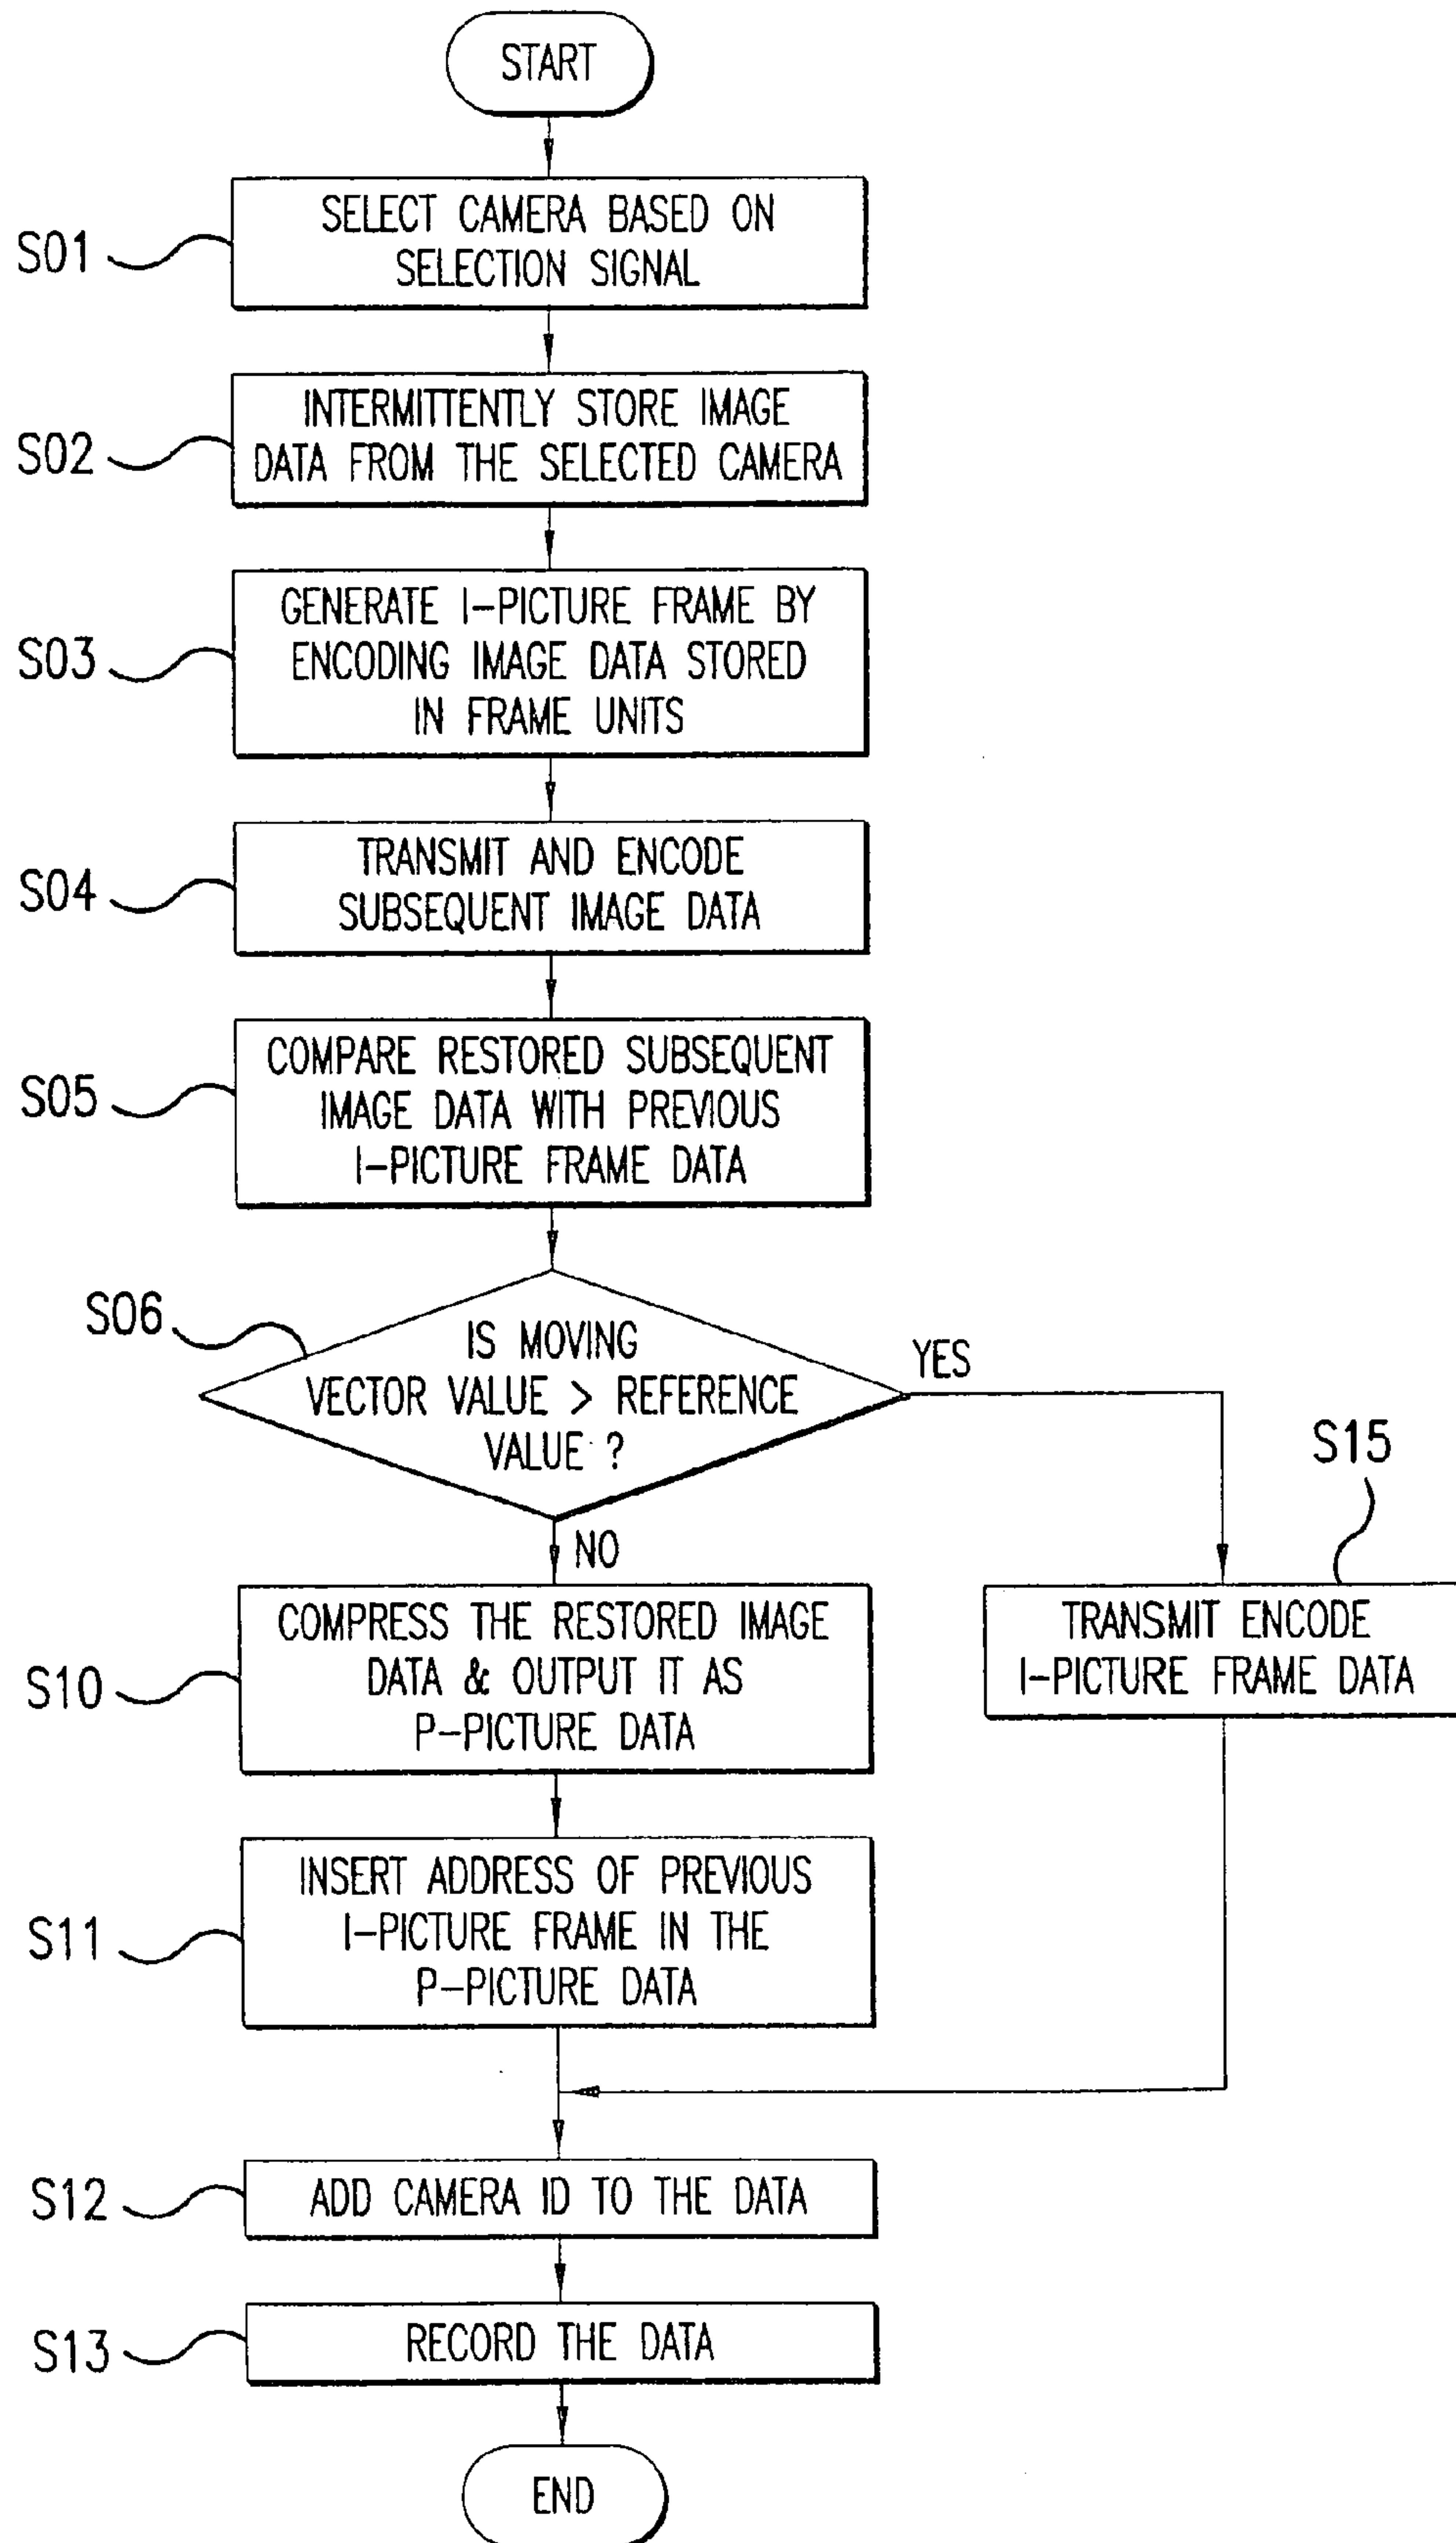 START
S01
SELECT CAMERA BASED ON
SELECTION SIGNAL
S02
INTERMITTENTLY STORE IMAGE
DATA FROM THE SELECTED CAMERA
S03
GENERATE I-PICTURE FRAME BY
ENCODING IMAGE DATA STORED
IN FRAME UNITS
S04
TRANSMIT AND ENCODE
SUBSEQUENT IMAGE DATA
S05
COMPARE RESTORED SUBSEQUENT
IMAGE DATA WITH PREVIOUS
I-PICTURE FRAME DATA
S06
IS MOVING
VECTOR VALUE > REFERENCE
VALUE ?
YES
NO
S15
TRANSMIT ENCODE
I-PICTURE FRAME DATA
S10
COMPRESS THE RESTORED IMAGE
DATA & OUTPUT IT AS
P-PICTURE DATA
S11
INSERT ADDRESS OF PREVIOUS
I-PICTURE FRAME IN THE
P-PICTURE DATA
S12
ADD CAMERA ID TO THE DATA
S13
RECORD THE DATA
END